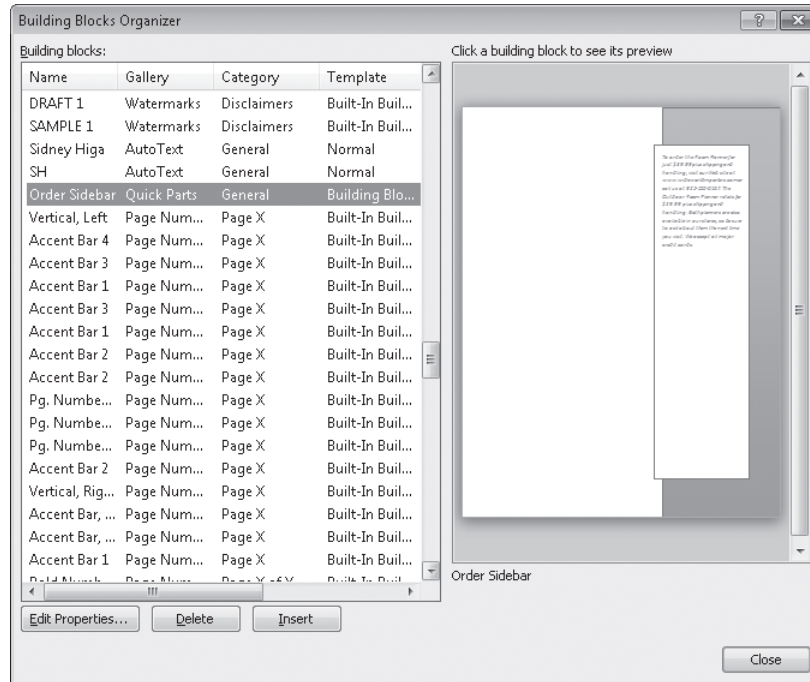 Building Blocks Organizer
Building blocks:
Click a building block to see its preview
Name Gallery Category Template
DRAFT 1 Watermarks Disclaimers Built-In Buil...
SAMPLE 1 Watermarks Disclaimers Built-In Buil...
Sidney Higa AutoText General Normal
SH AutoText General Normal
Order Sidebar Quick Parts General Building Blo...
Vertical, Left Page Num... Page X Built-In Buil...
Accent Bar 4 Page Num... Page X Built-In Buil...
Accent Bar 3 Page Num... Page X Built-In Buil...
Accent Bar 1 Page Num... Page X Built-In Buil...
Accent Bar 3 Page Num... Page X Built-In Buil...
Accent Bar 1 Page Num... Page X Built-In Buil...
Accent Bar 2 Page Num... Page X Built-In Buil...
Accent Bar 2 Page Num... Page X Built-In Buil...
Pg. Numbe... Page Num... Page X Built-In Buil...
Pg. Numbe... Page Num... Page X Built-In Buil...
Pg. Numbe... Page Num... Page X Built-In Buil...
Accent Bar 2 Page Num... Page X Built-In Buil...
Vertical, Rig... Page Num... Page X Built-In Buil...
Accent Bar, ... Page Num... Page X Built-In Buil...
Accent Bar, ... Page Num... Page X Built-In Buil...
Accent Bar 1 Page Num... Page X Built-In Buil...
Order Sidebar
Edit Properties... Delete Insert
Close